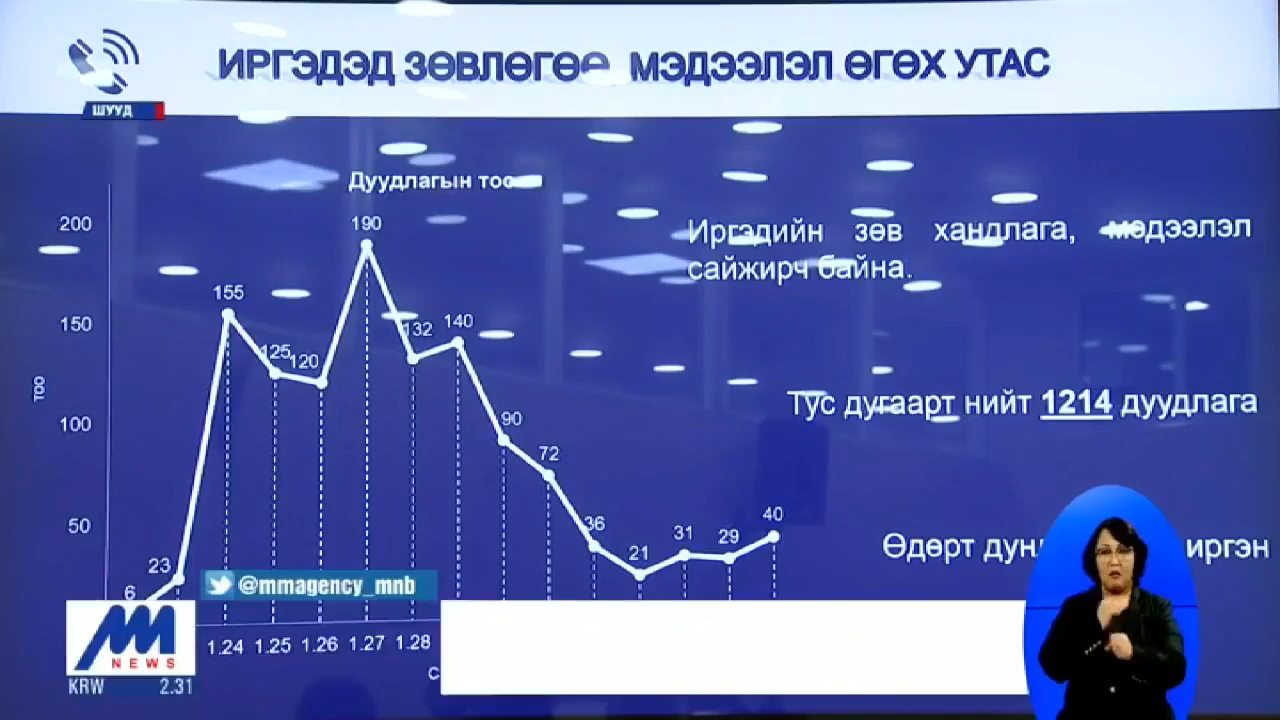 ИРГЭДЭД ЗӨВЛӨГӨӨ, МЭДЭЭЛЭЛ ӨГӨХ УТАС
ШУУД
Дуудлагын тоо
Иргэдийн зөв хандлага, мэдээлэл
сайжирч байна.
Тус дугаарт нийт 1214 дуудлага
Өдөрт
иргэн
200
150
100
50
тоо
6
23
155
125
120
190
132
140
90
72
36
21
31
29
40
1.24 1.25 1.26 1.27 1.28
@mmagency_mnb
MM
NEWS
KRW 2.31